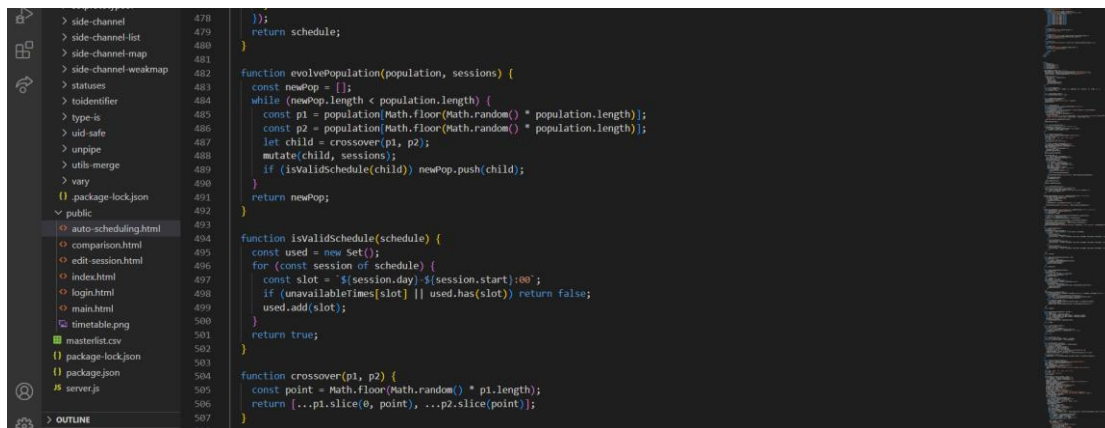 > side-channel
> side-channel-list
> side-channel-map
> side-channel-weakmap
> statuses
> toidentifier
> type-is
> uid-safe
> unpipe
> utils-merge
> vary
{} .package-lock.json
public
<> auto-scheduling.html
<> comparison.html
<> edit-session.html
<> index.html
<> login.html
<> main.html
timetable.png
masterlist.csv
{} package-lock.json
{} package.json
JS server.js
> OUTLINE
478 });
479 return schedule;
480 }
481
482 function evolvePopulation(population, sessions) {
483 const newPop = [];
484 while (newPop.length < population.length) {
485 const p1 = population[Math.floor(Math.random() * population.length)];
486 const p2 = population[Math.floor(Math.random() * population.length)];
487 let child = crossover(p1, p2);
488 mutate(child, sessions);
489 if (isValidSchedule(child)) newPop.push(child);
490 }
491 return newPop;
492 }
493
494 function isValidSchedule(schedule) {
495 const used = new Set();
496 for (const session of schedule) {
497 const slot = `${session.day}-${session.start}:00`;
498 if (unavailableTimes[slot] || used.has(slot)) return false;
499 used.add(slot);
500 }
501 return true;
502 }
503
504 function crossover(p1, p2) {
505 const point = Math.floor(Math.random() * p1.length);
506 return [...p1.slice(0, point), ...p2.slice(point)];
507 }